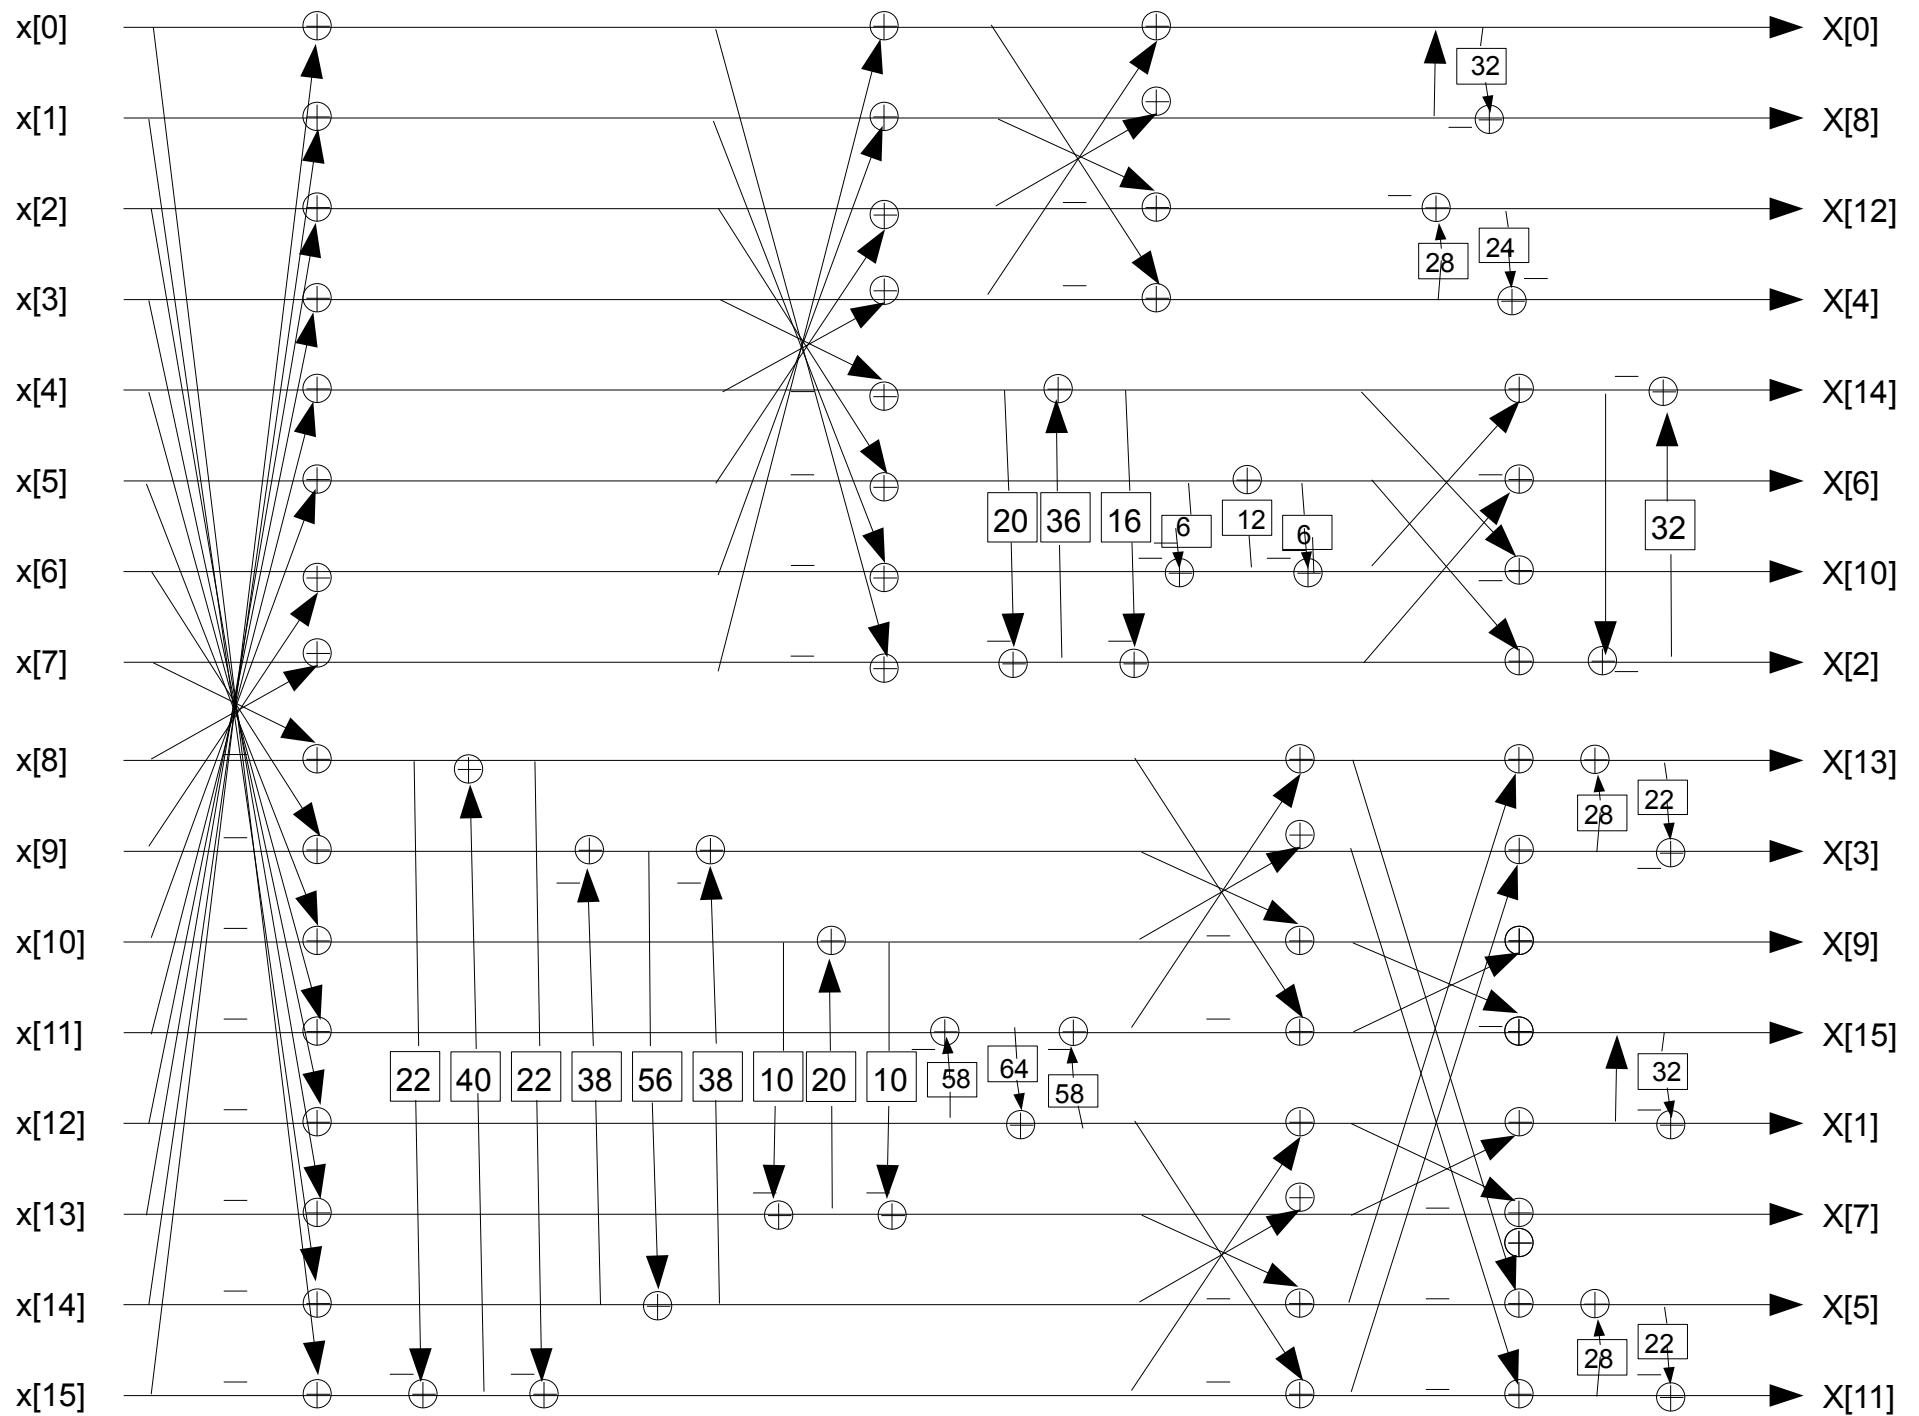 x[0] X[0]
32
x[1] X[8]
x[2] X[12]
28 24
x[3] X[4]
x[4] X[14]
x[5] X[6]
20 36 16 6 12 6 32
x[6] X[10]
x[7] X[2]
x[8] X[13]
28 22
x[9] X[3]
x[10] X[9]
x[11] X[15]
22 40 22 38 56 38 10 20 10 58 64 58 32
x[12] X[1]
x[13] X[7]
x[14] X[5]
28 22
x[15] X[11]